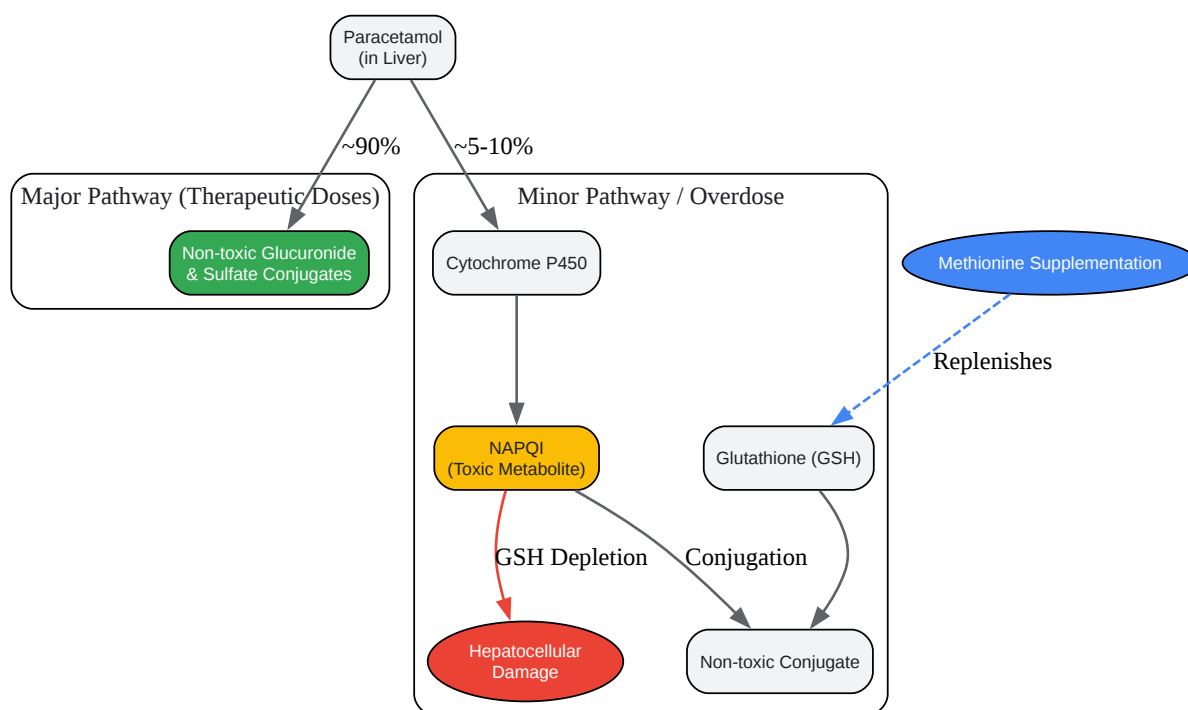 Paracetamol
(in Liver)
~90%
~5-10%
Major Pathway (Therapeutic Doses)
Minor Pathway / Overdose
Non-toxic Glucuronide
& Sulfate Conjugates
Cytochrome P450
Methionine Supplementation
Replenishes
NAPQI
(Toxic Metabolite)
Glutathione (GSH)
GSH Depletion
Conjugation
Hepatocellular
Damage
Non-toxic Conjugate